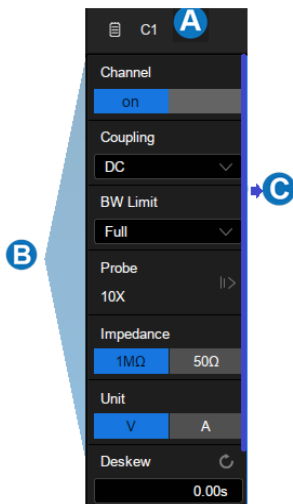 C1 A
Channel
on
Coupling
DC
BW Limit
Full
C
B
Probe
10X
Impedance
1MΩ 50Ω
Unit
V A
Deskew
0.00s